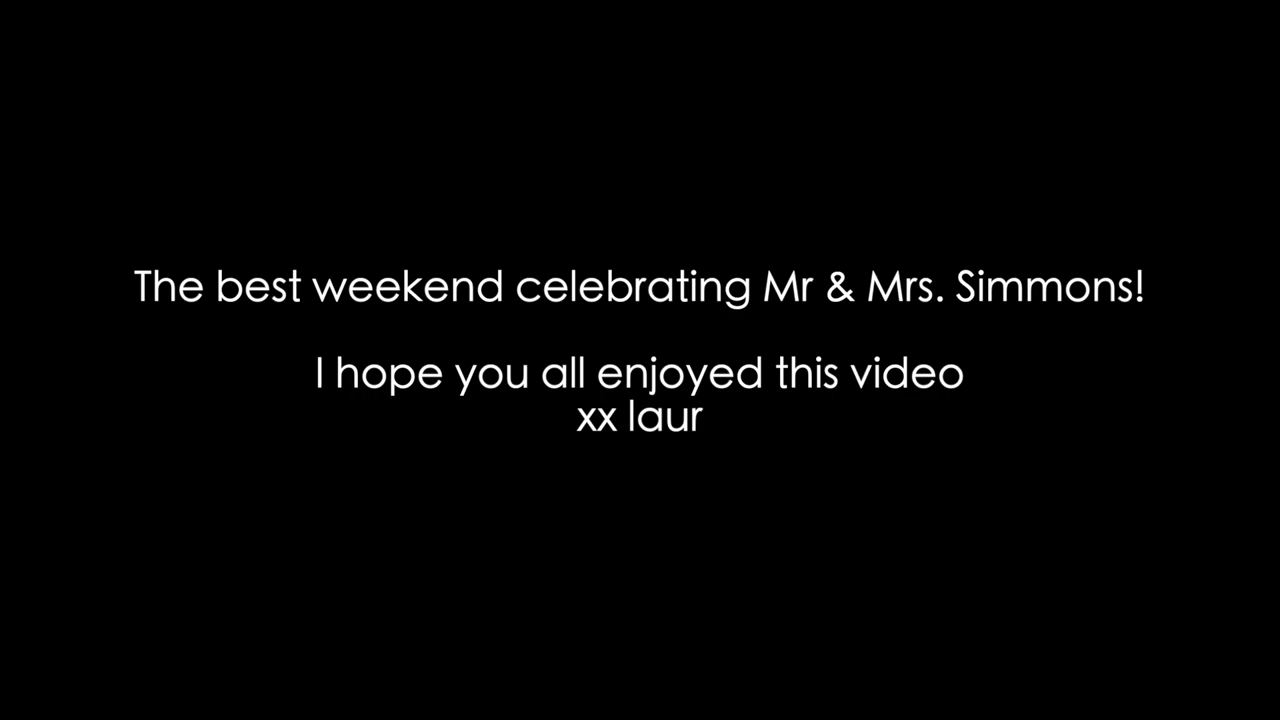 The best weekend celebrating Mr & Mrs. Simmons!
I hope you all enjoyed this video
xx laur